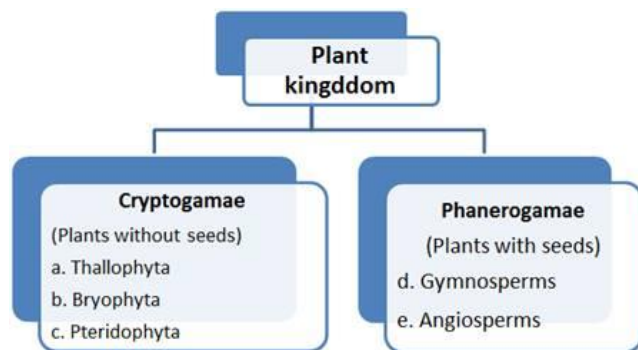 Plant
kingddom
Cryptogamae
(Plants without seeds)
a. Thallophyta
b. Bryophyta
c. Pteridophyta
Phanerogamae
(Plants with seeds)
d. Gymnosperms
e. Angiosperms